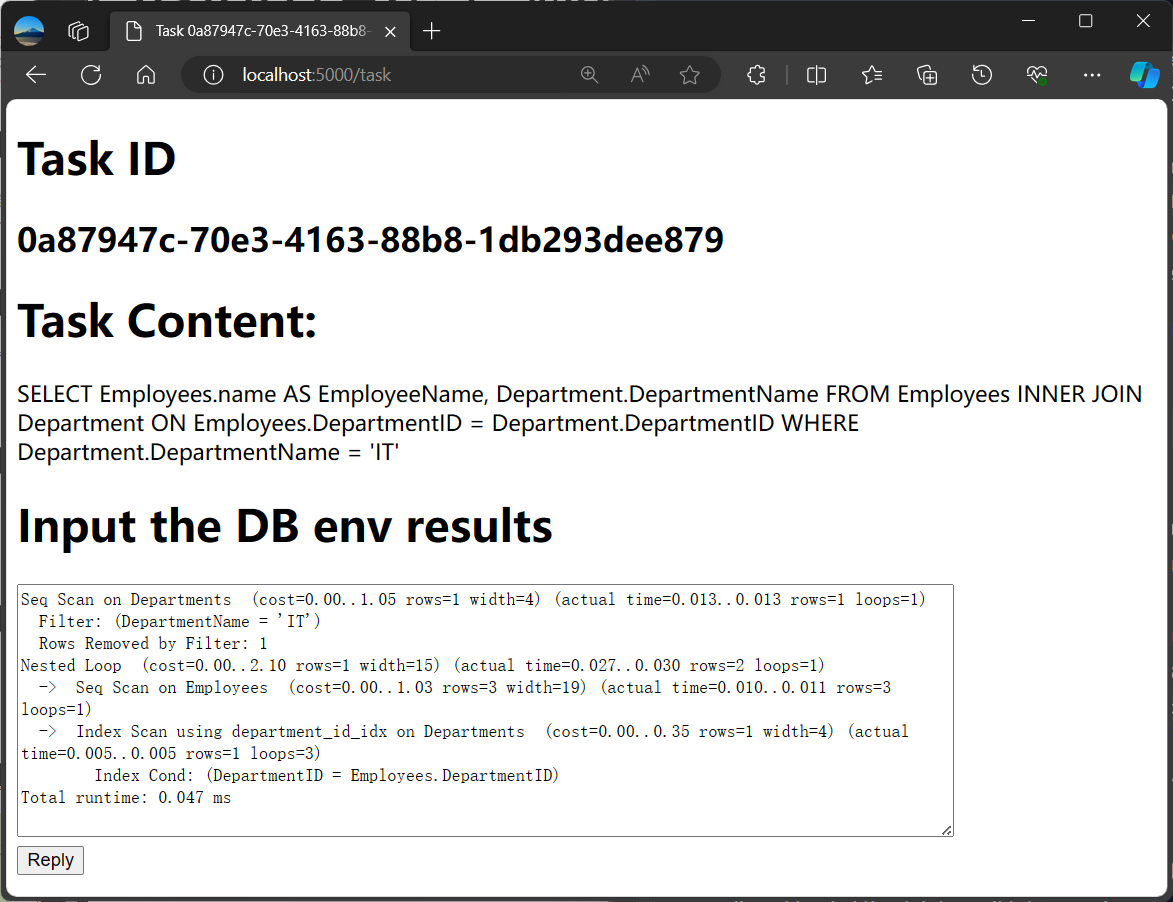 Task 0a87947c-70e3-4163-88b8-
localhost:5000/task
Task ID
0a87947c-70e3-4163-88b8-1db293dee879
Task Content:
SELECT Employees.name AS EmployeeName, Department.DepartmentName FROM Employees INNER JOIN
Department ON Employees.DepartmentID = Department.DepartmentID WHERE
Department.DepartmentName = 'IT'
Input the DB env results
Seq Scan on Departments  (cost=0.00..1.05 rows=1 width=4) (actual time=0.013..0.013 rows=1 loops=1)
  Filter: (DepartmentName = 'IT')
  Rows Removed by Filter: 1
Nested Loop  (cost=0.00..2.10 rows=1 width=15) (actual time=0.027..0.030 rows=2 loops=1)
  ->  Seq Scan on Employees  (cost=0.00..1.03 rows=3 width=19) (actual time=0.010..0.011 rows=3
loops=1)
  ->  Index Scan using department_id_idx on Departments  (cost=0.00..0.35 rows=1 width=4) (actual
time=0.005..0.005 rows=1 loops=3)
        Index Cond: (DepartmentID = Employees.DepartmentID)
Total runtime: 0.047 ms
Reply